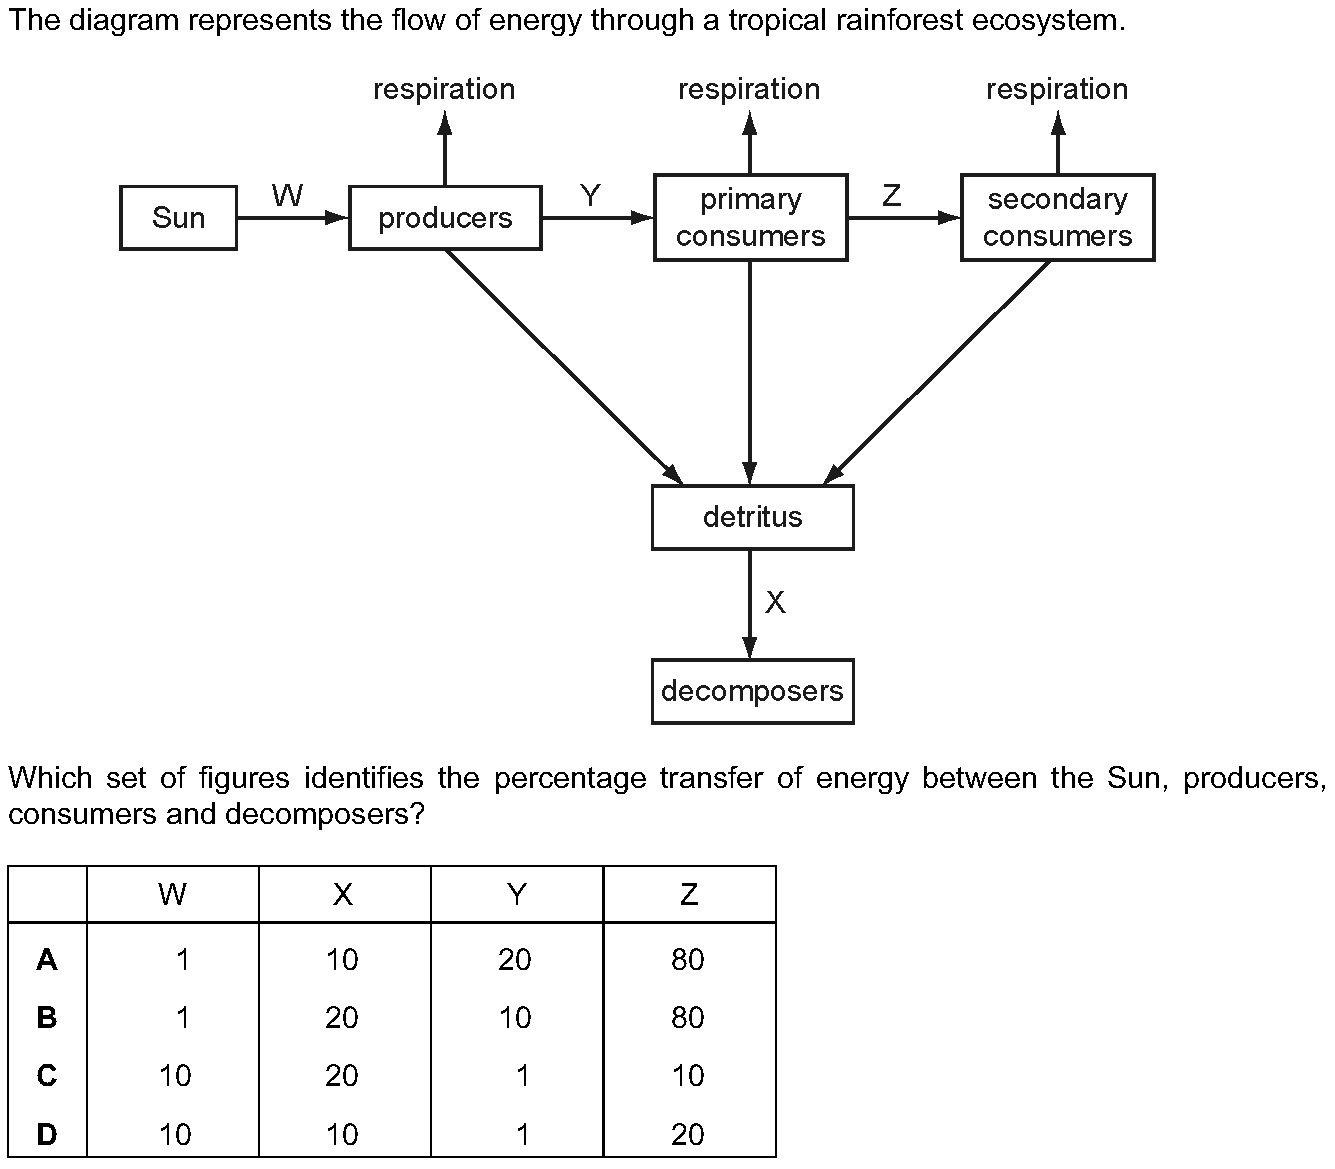 The diagram represents the flow of energy through a tropical rainforest ecosystem.
respiration respiration respiration
Sun W producers Y primary consumers Z secondary consumers
detritus
X
decomposers
Which set of figures identifies the percentage transfer of energy between the Sun, producers,
consumers and decomposers?
W X Y Z
A 1 10 20 80
B 1 20 10 80
C 10 20 1 10
D 10 10 1 20